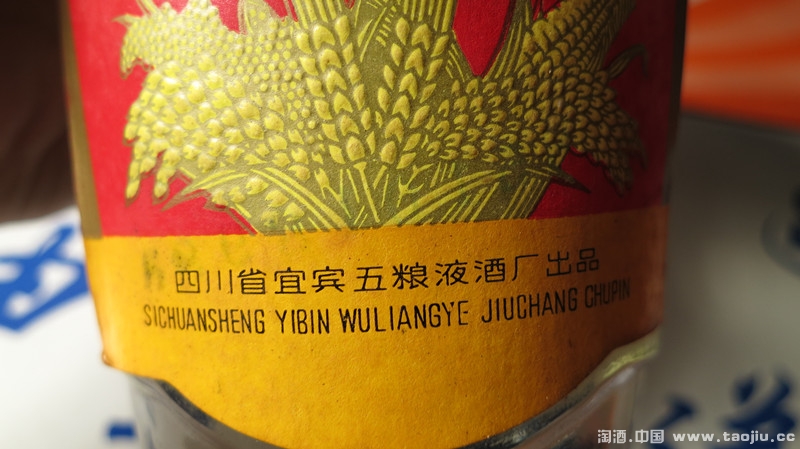 四川省宜宾五粮液酒厂出品
SICHUANSHENG YIBIN WULIANGYE JIUCHANG CHUPIN
淘酒.中国 www.taojiu.cc